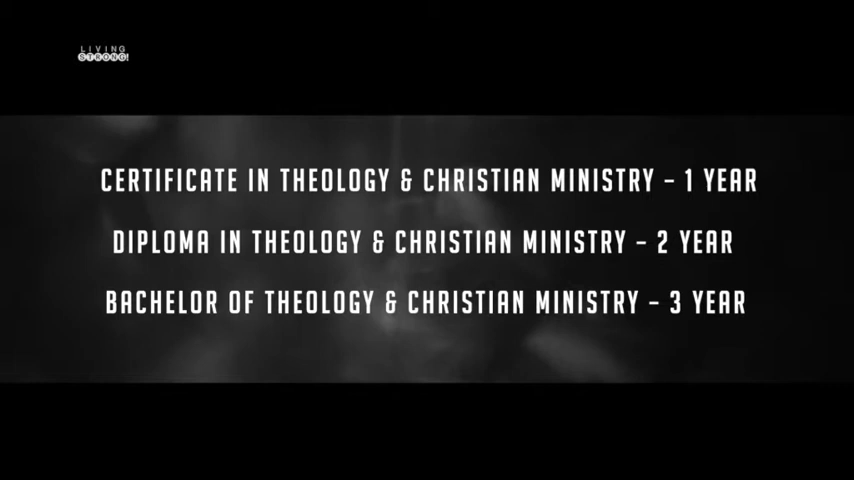 LIVING
STRONG!
CERTIFICATE IN THEOLOGY & CHRISTIAN MINISTRY – 1 YEAR
DIPLOMA IN THEOLOGY & CHRISTIAN MINISTRY – 2 YEAR
BACHELOR OF THEOLOGY & CHRISTIAN MINISTRY – 3 YEAR